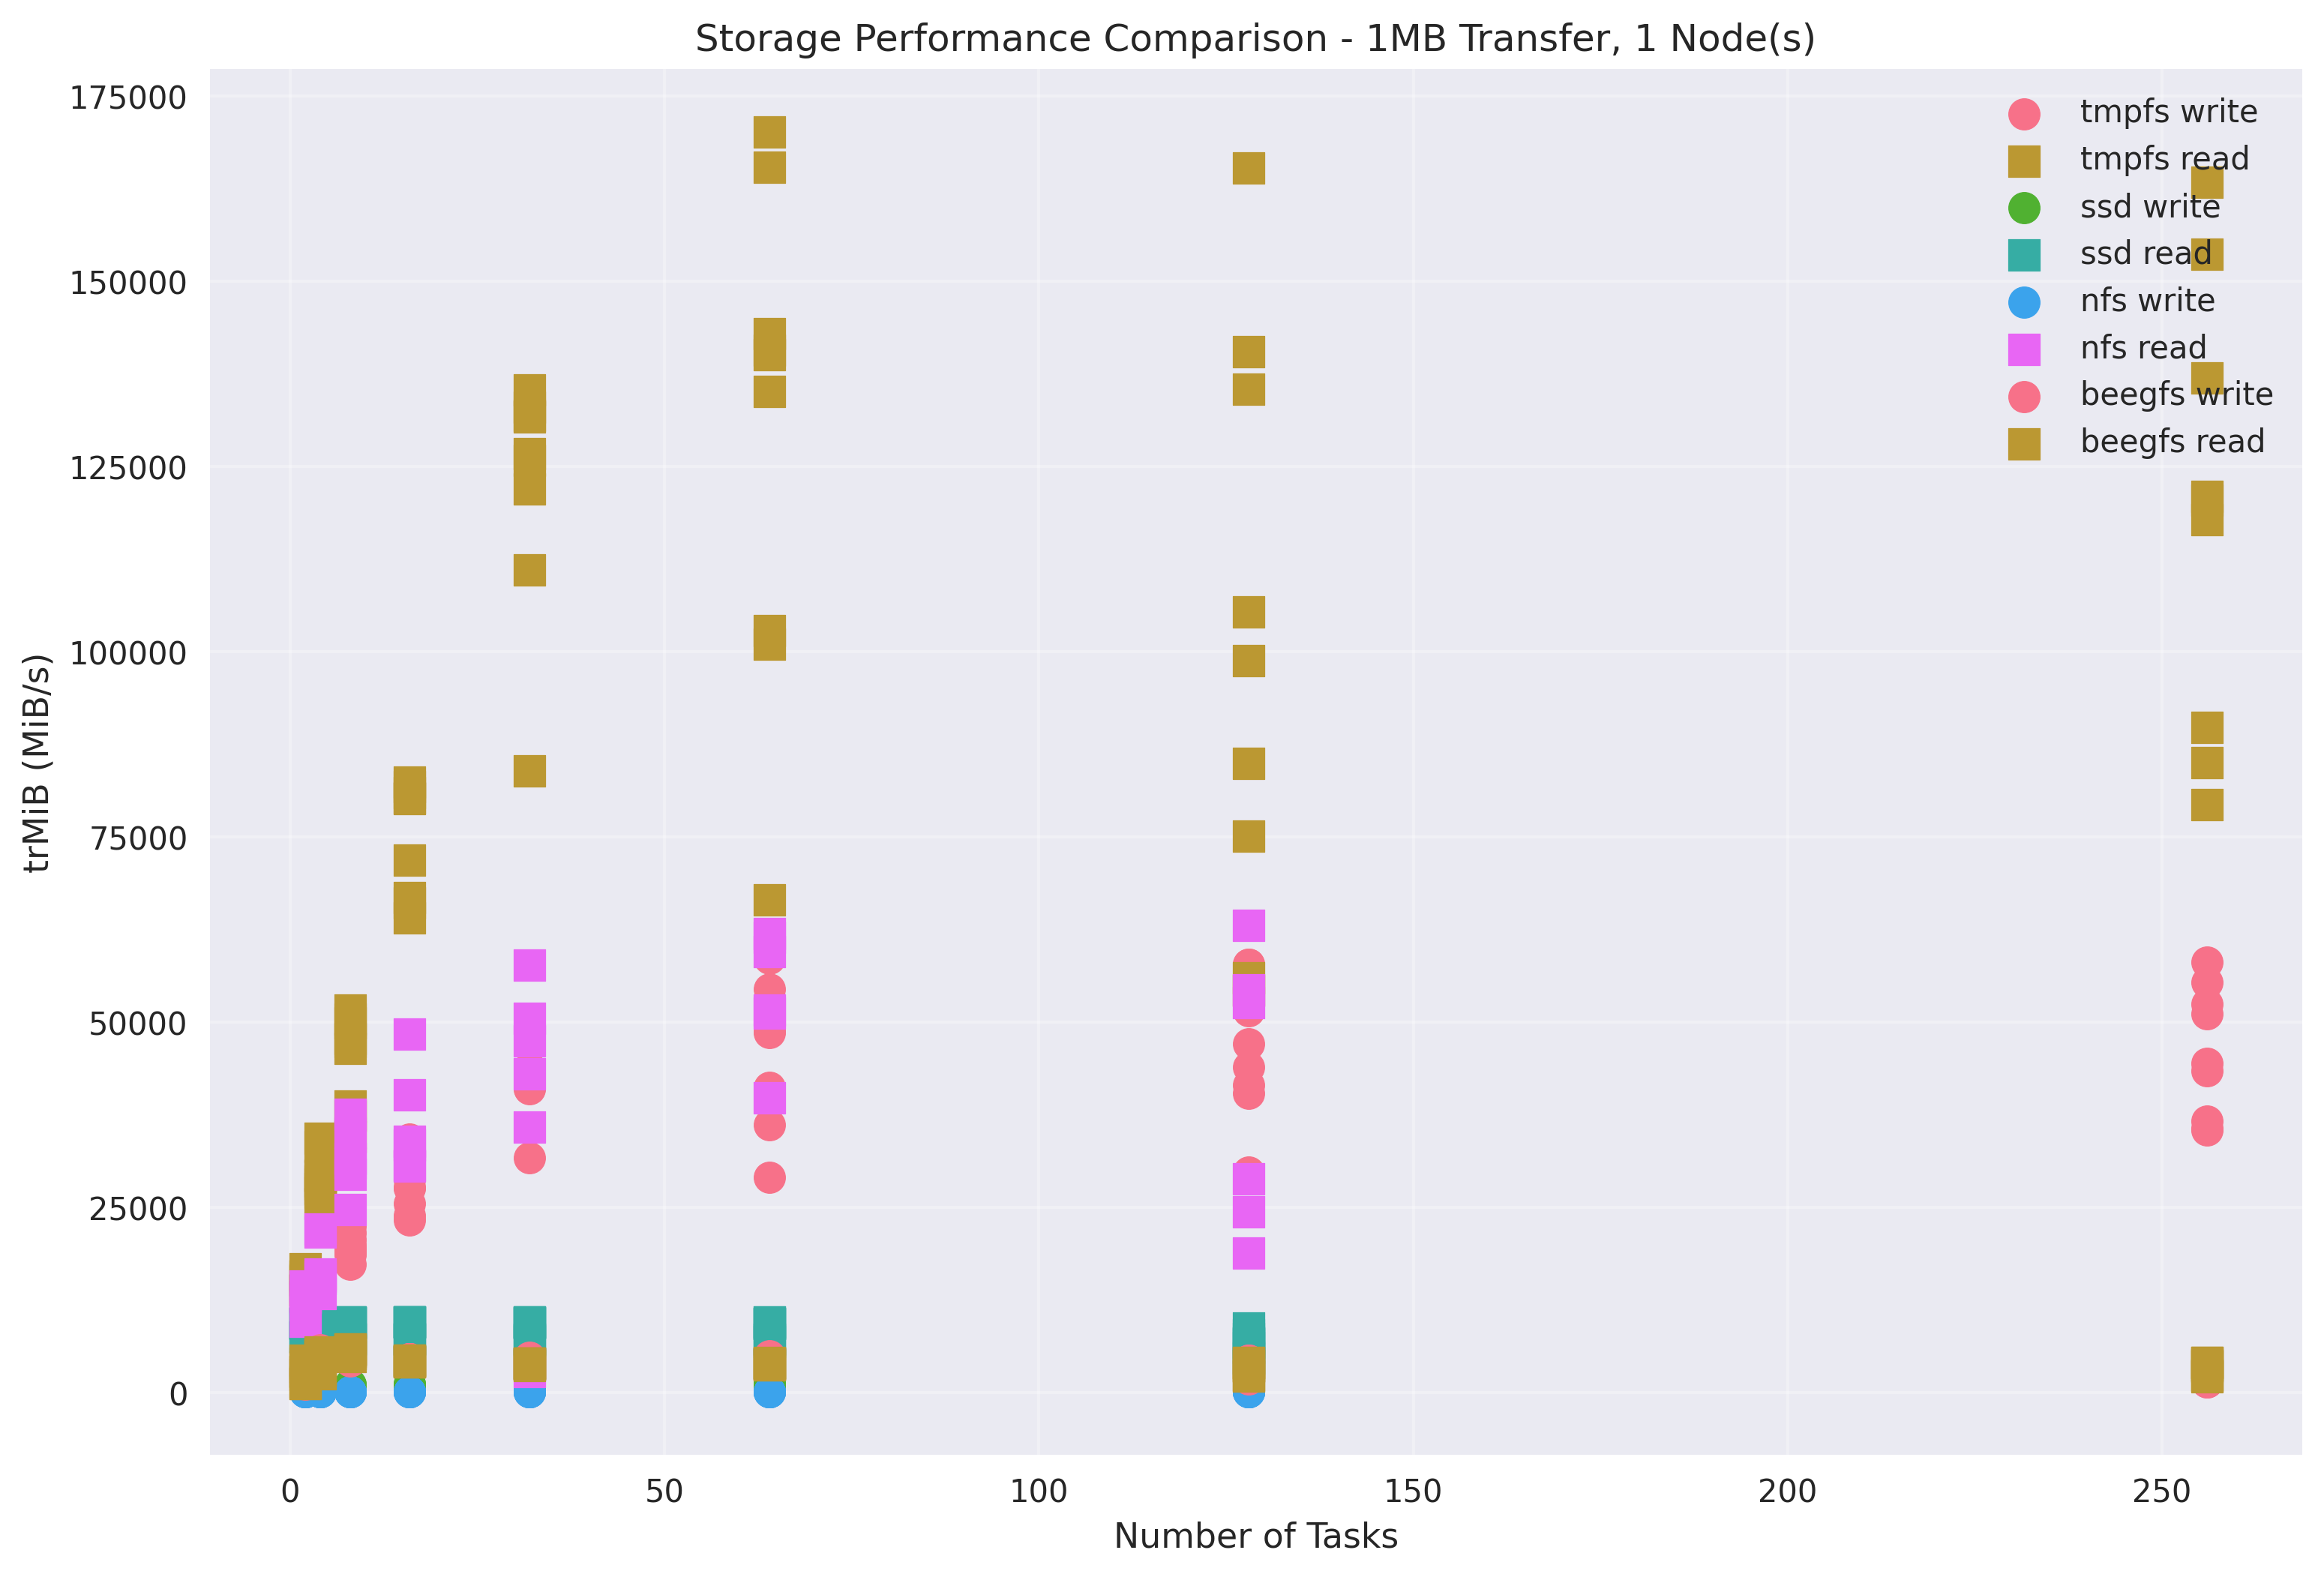 Storage Performance Comparison - 1MB Transfer, 1 Node(s)
175000
150000
125000
100000
75000
50000
25000
0
trMiB (MiB/s)
tmpfs write
tmpfs read
ssd write
ssd read
nfs write
nfs read
beegfs write
beegfs read
0 50 100 150 200 250
Number of Tasks